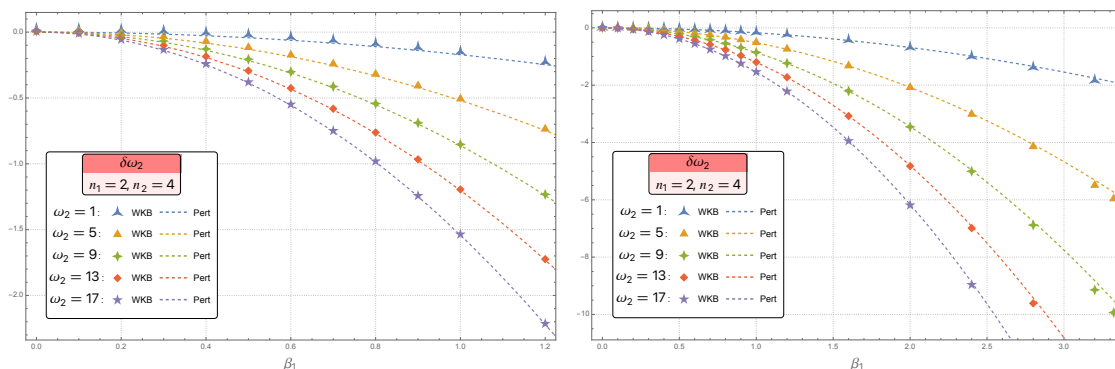 0.0
-0.5
-1.0
-1.5
-2.0
0.0 0.2 0.4 0.6 0.8 1.0 1.2
β₁
δω₂
n₁ = 2, n₂ = 4
ω₂ = 1: WKB Pert
ω₂ = 5: WKB Pert
ω₂ = 9: WKB Pert
ω₂ = 13: WKB Pert
ω₂ = 17: WKB Pert
0
-2
-4
-6
-8
-10
0.0 0.5 1.0 1.5 2.0 2.5 3.0
β₁
δω₂
n₁ = 2, n₂ = 4
ω₂ = 1: WKB Pert
ω₂ = 5: WKB Pert
ω₂ = 9: WKB Pert
ω₂ = 13: WKB Pert
ω₂ = 17: WKB Pert